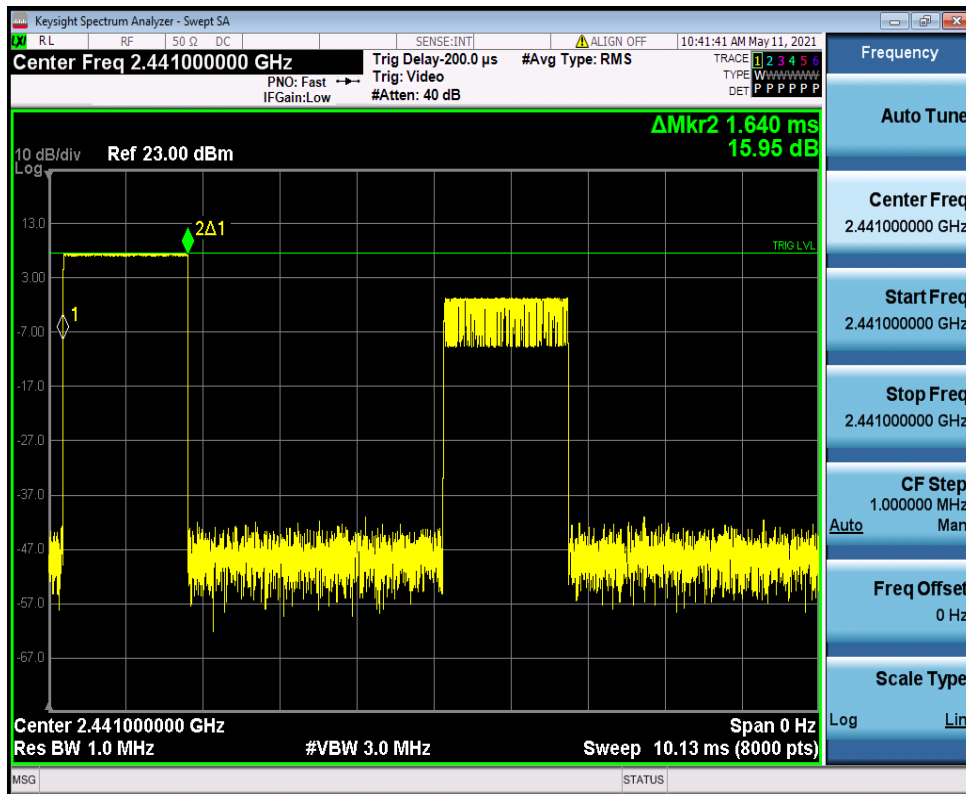 Keysight Spectrum Analyzer - Swept SA
LXI RL RF 50 Ω DC SENSE:INT ALIGN OFF 10:41:41 AM May 11, 2021
Center Freq 2.441000000 GHz
PNO: Fast
IFGain:Low
Trig Delay-200.0 µs
Trig: Video
#Atten: 40 dB
#Avg Type: RMS
TRACE 1 2 3 4 5 6
TYPE WWWWWW
DET P P P P P P
ΔMkr2 1.640 ms
15.95 dB
10 dB/div Ref 23.00 dBm
Log
13.0
3.00
-7.00
-17.0
-27.0
-37.0
-47.0
-57.0
-67.0
2Δ1
1
TRIG LVL
Center 2.441000000 GHz Span 0 Hz
Res BW 1.0 MHz #VBW 3.0 MHz Sweep 10.13 ms (8000 pts)
MSG STATUS
Frequency
Auto Tune
Center Freq
2.441000000 GHz
Start Freq
2.441000000 GHz
Stop Freq
2.441000000 GHz
CF Step
1.000000 MHz
Auto Man
Freq Offset
0 Hz
Scale Type
Log Lin